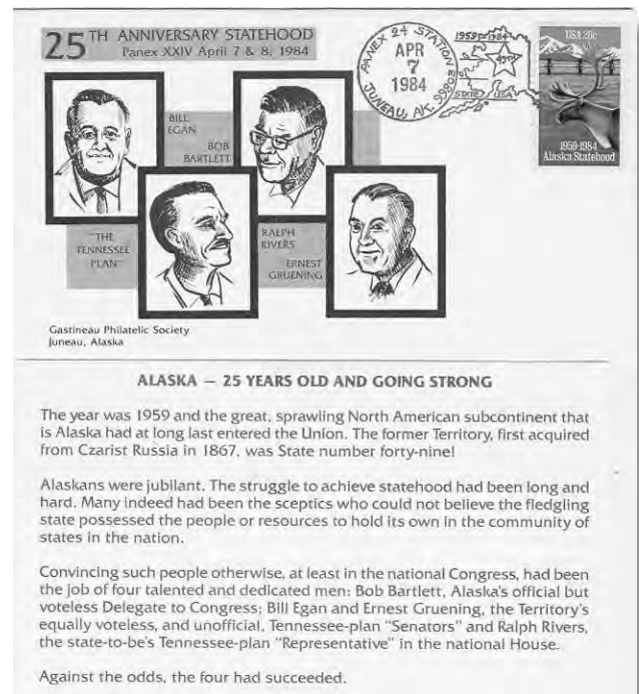 25TH ANNIVERSARY STATEHOOD
Panex XXIV April 7 & 8, 1984
BILL
EGAN
BOB
BARTLETT
"THE
TENNESSEE
PLAN"
RALPH
RIVERS
ERNEST
GRUENING
Gastineau Philatelic Society
Juneau, Alaska
PANEX 24 STATION
APR
7
1984
JUNEAU, AK. 99803
1959-1984
49TH
STATE USA
USA 20c
1959-1984
Alaska Statehood
ALASKA — 25 YEARS OLD AND GOING STRONG
The year was 1959 and the great, sprawling North American subcontinent that
is Alaska had at long last entered the Union. The former Territory, first acquired
from Czarist Russia in 1867, was State number forty-nine!
Alaskans were jubilant. The struggle to achieve statehood had been long and
hard. Many indeed had been the sceptics who could not believe the fledgling
state possessed the people or resources to hold its own in the community of
states in the nation.
Convincing such people otherwise, at least in the national Congress, had been
the job of four talented and dedicated men: Bob Bartlett, Alaska's official but
voteless Delegate to Congress; Bill Egan and Ernest Gruening, the Territory's
equally voteless, and unofficial, Tennessee-plan "Senators" and Ralph Rivers,
the state-to-be's Tennessee-plan "Representative" in the national House.
Against the odds, the four had succeeded.